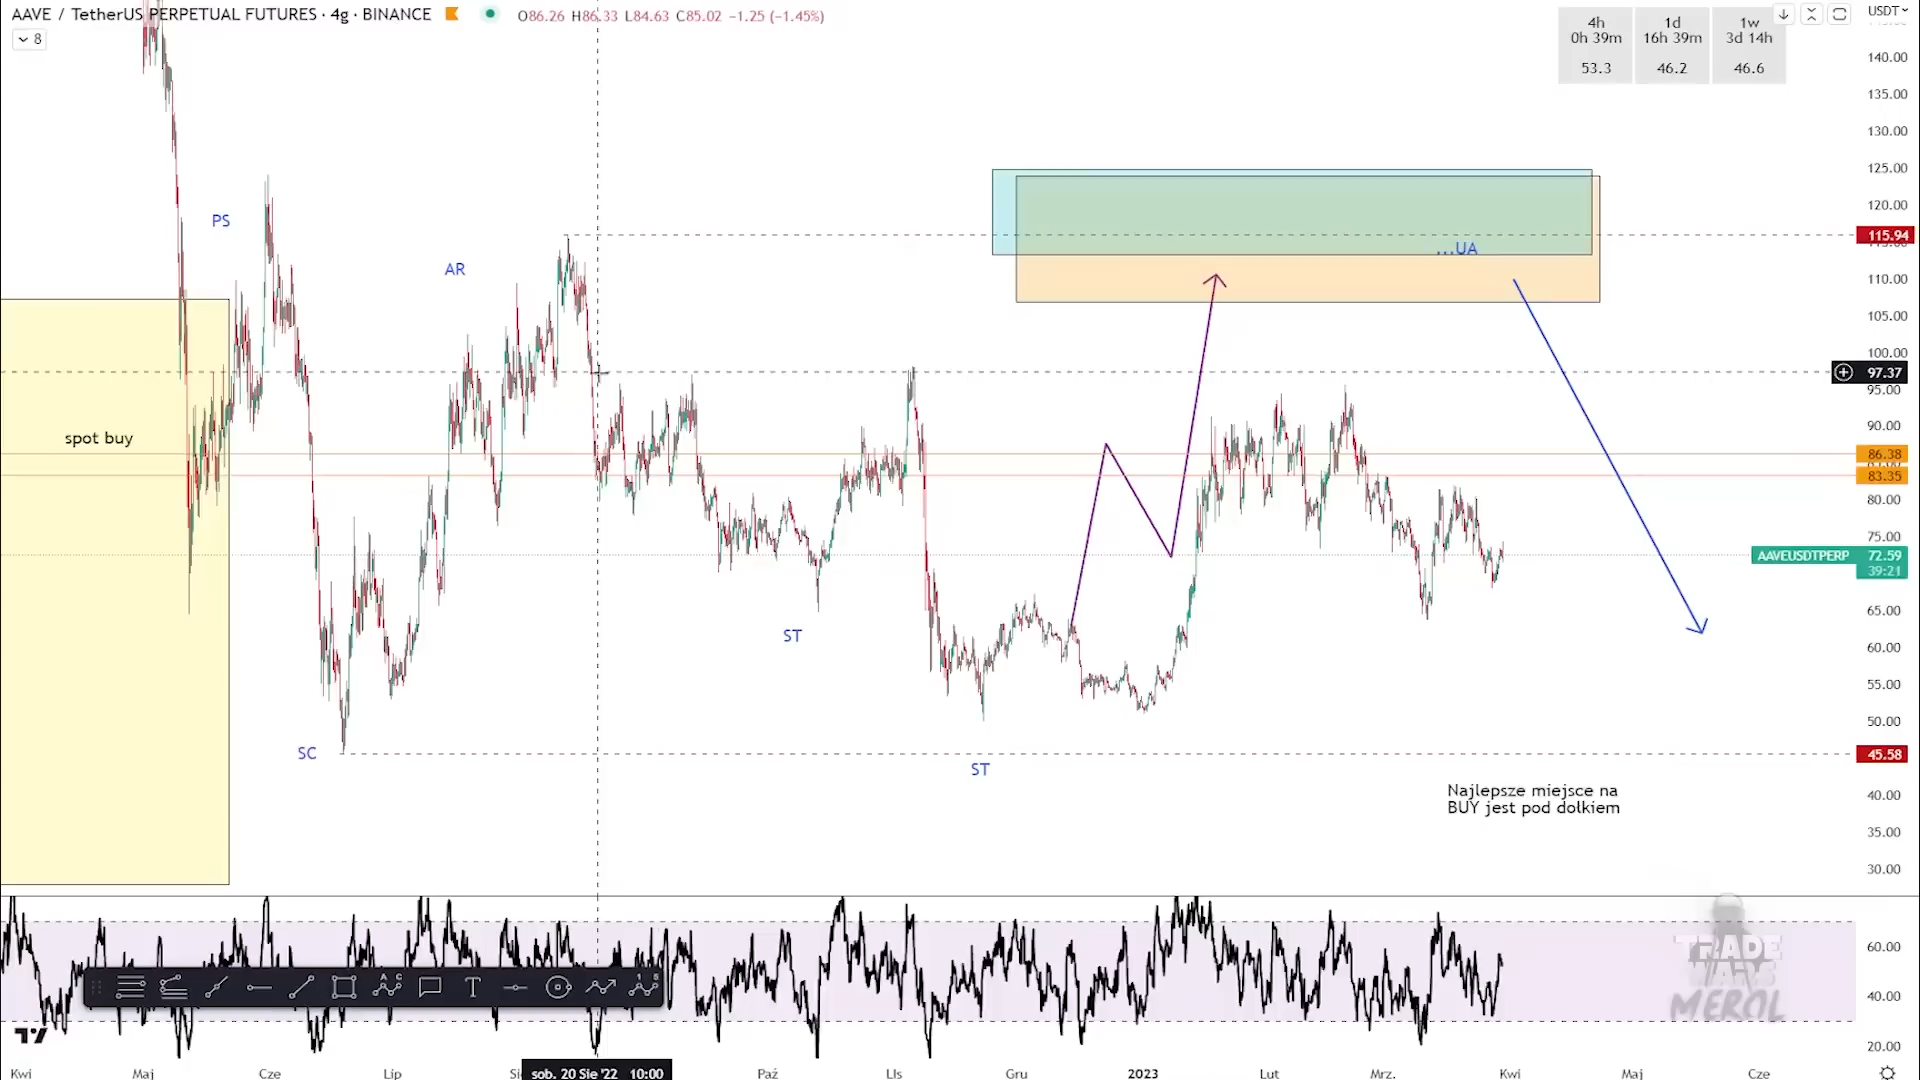 AAVE / TetherUS PERPETUAL FUTURES · 4g · BINANCE O86.26 H86.33 L84.63 C85.02 −1.25 (−1.45%)
8
4h 1d 1w
0h 39m 16h 39m 3d 14h
53.3 46.2 46.6
USDT
140.00
135.00
130.00
125.00
120.00
115.94
110.00
105.00
100.00
97.37
95.00
90.00
86.38
83.35
80.00
75.00
AAVEUSDTPERP 72.59
39:21
65.00
60.00
55.00
50.00
45.58
40.00
35.00
30.00
PS
AR
...UA
spot buy
ST
SC
ST
Najlepsze miejsce na
BUY jest pod dołkiem
60.00
40.00
20.00
TRADE
WAVE
MEROL
Kwi Maj Cze Lip sob. 20 Sie '22 10:00 Paź Lis Gru 2023 Lut Mrz. Kwi Maj Cze